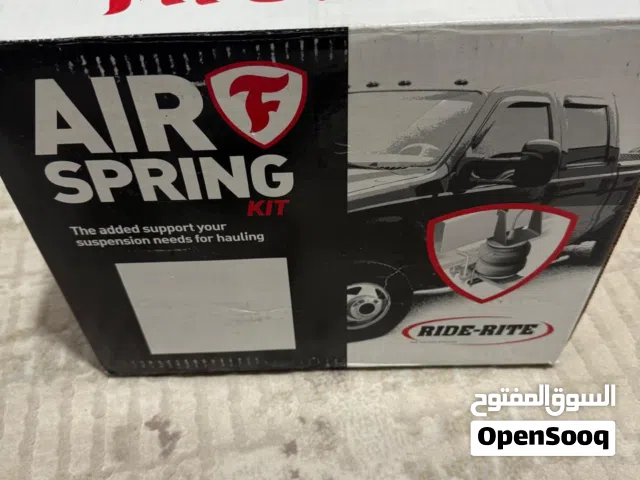 AIR
SPRING
KIT
The added support your
suspension needs for hauling
RIDE-RITE
السوق المفتوح
OpenSooq